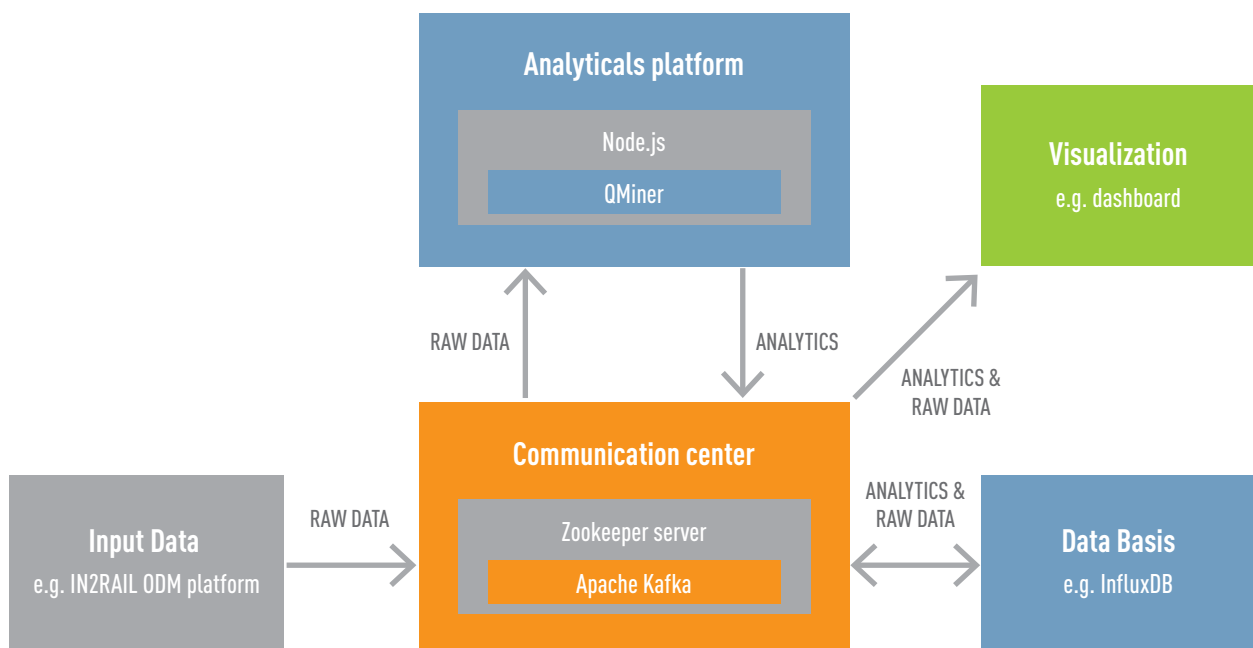 Analyticals platform
Node.js
QMiner
Visualization
e.g. dashboard
RAW DATA
ANALYTICS
ANALYTICS &
RAW DATA
Communication center
Zookeeper server
Apache Kafka
Input Data
e.g. IN2RAIL ODM platform
RAW DATA
ANALYTICS &
RAW DATA
Data Basis
e.g. InfluxDB